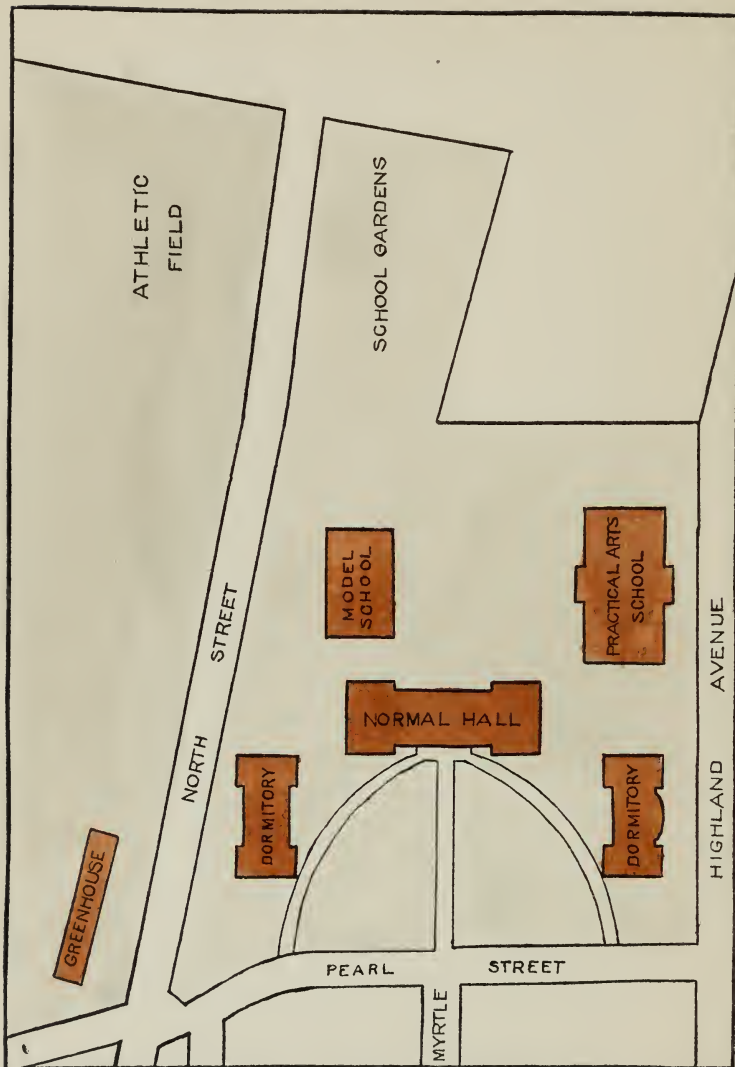 ATHLETIC
FIELD
SCHOOL GARDENS
NORTH STREET
MODEL
SCHOOL
PRACTICAL ARTS
SCHOOL
NORMAL HALL
DORMITORY
DORMITORY
HIGHLAND AVENUE
GREENHOUSE
PEARL STREET
MYRTLE